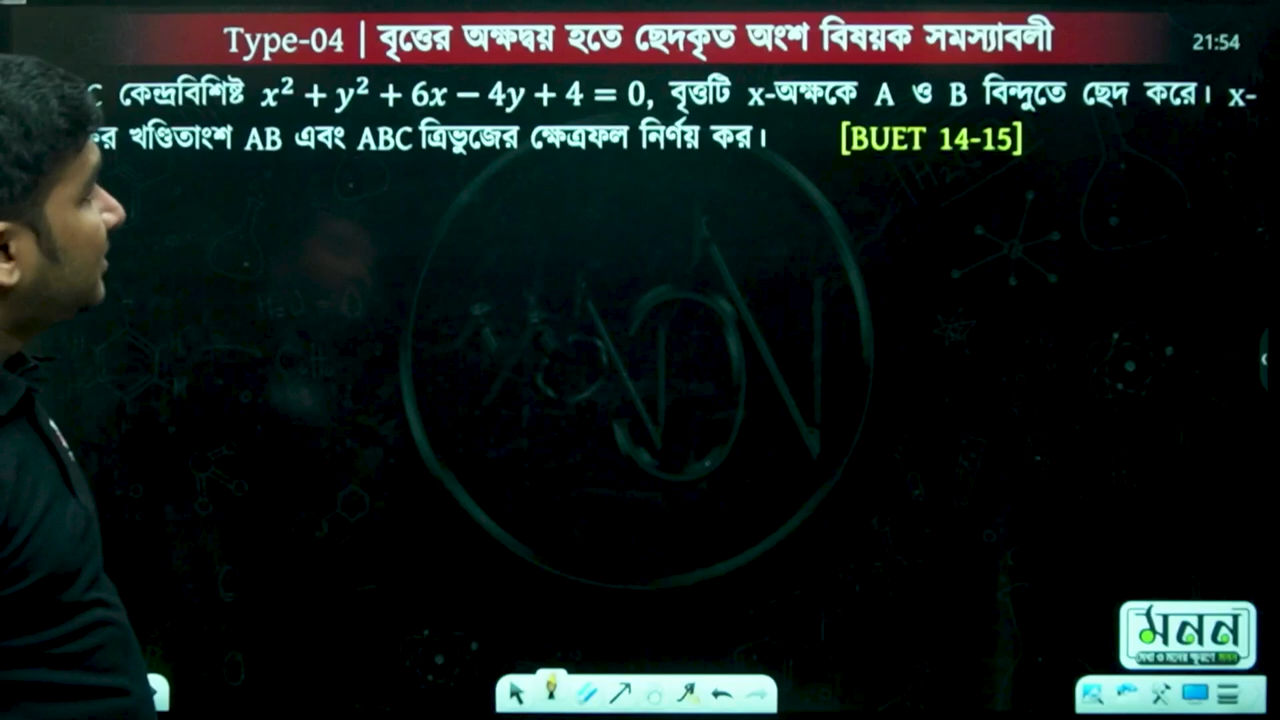 Type-04 | বৃত্তের অক্ষদ্বয় হতে ছেদকৃত অংশ বিষয়ক সমস্যাবলী
21:54
C কেন্দ্রবিশিষ্ট x² + y² + 6x − 4y + 4 = 0, বৃত্তটি x-অক্ষকে A ও B বিন্দুতে ছেদ করে। x-
খণ্ডিতাংশ AB এবং ABC ত্রিভুজের ক্ষেত্রফল নির্ণয় কর। [BUET 14-15]
মনন